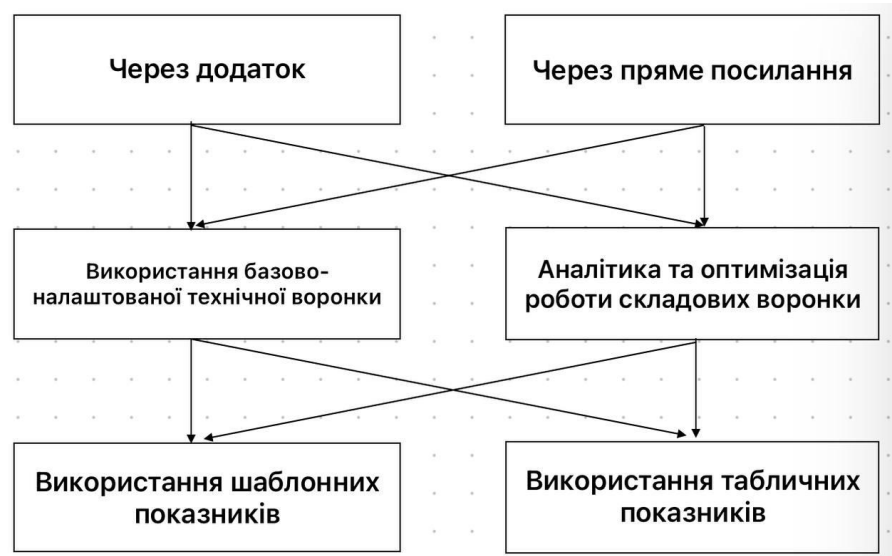 Через додаток
Через пряме посилання
Використання базово-
налаштованої технічної воронки
Аналітика та оптимізація
роботи складових воронки
Використання шаблонних
показників
Використання табличних
показників